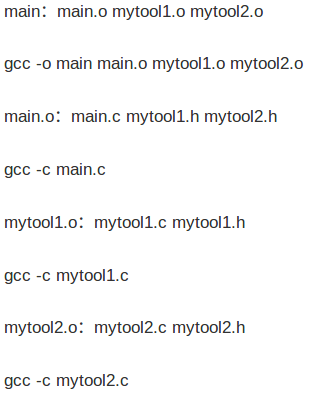 main：main.o mytool1.o mytool2.o
gcc -o main main.o mytool1.o mytool2.o
main.o：main.c mytool1.h mytool2.h
gcc -c main.c
mytool1.o：mytool1.c mytool1.h
gcc -c mytool1.c
mytool2.o：mytool2.c mytool2.h
gcc -c mytool2.c